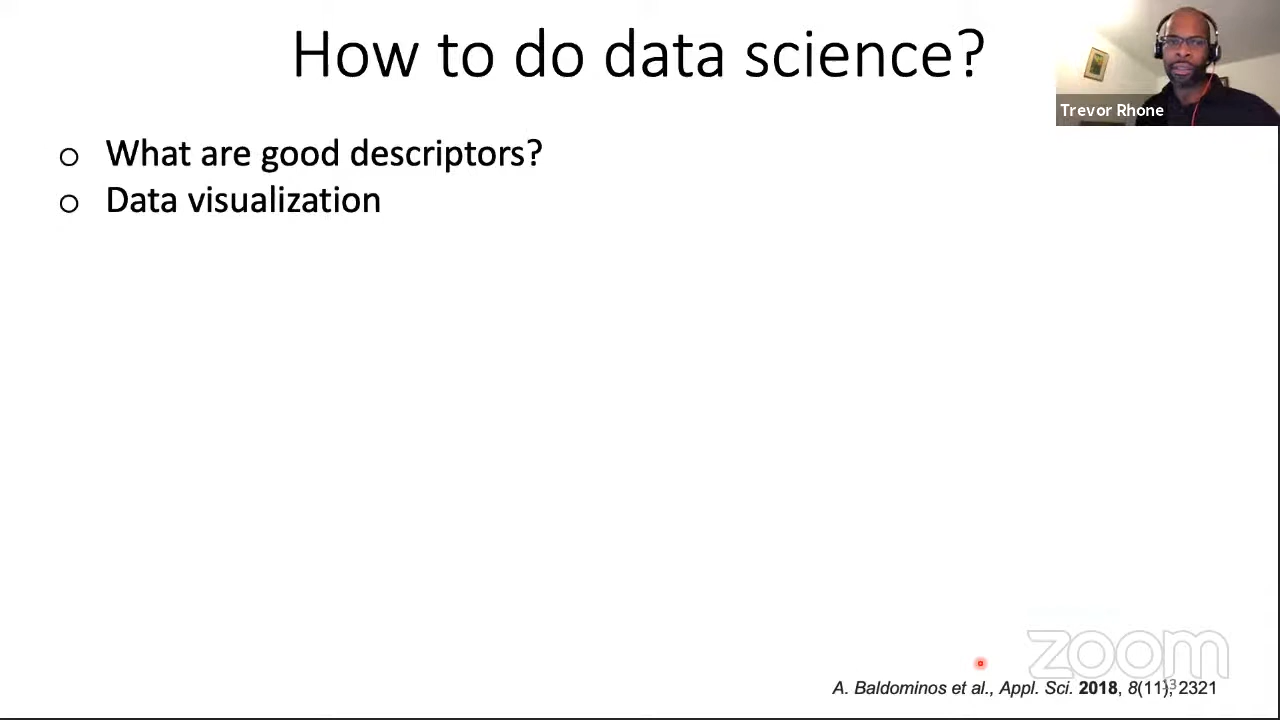 How to do data science?
Trevor Rhone
What are good descriptors?
Data visualization
zoom
A. Baldominos et al., Appl. Sci. 2018, 8(11), 2321
13